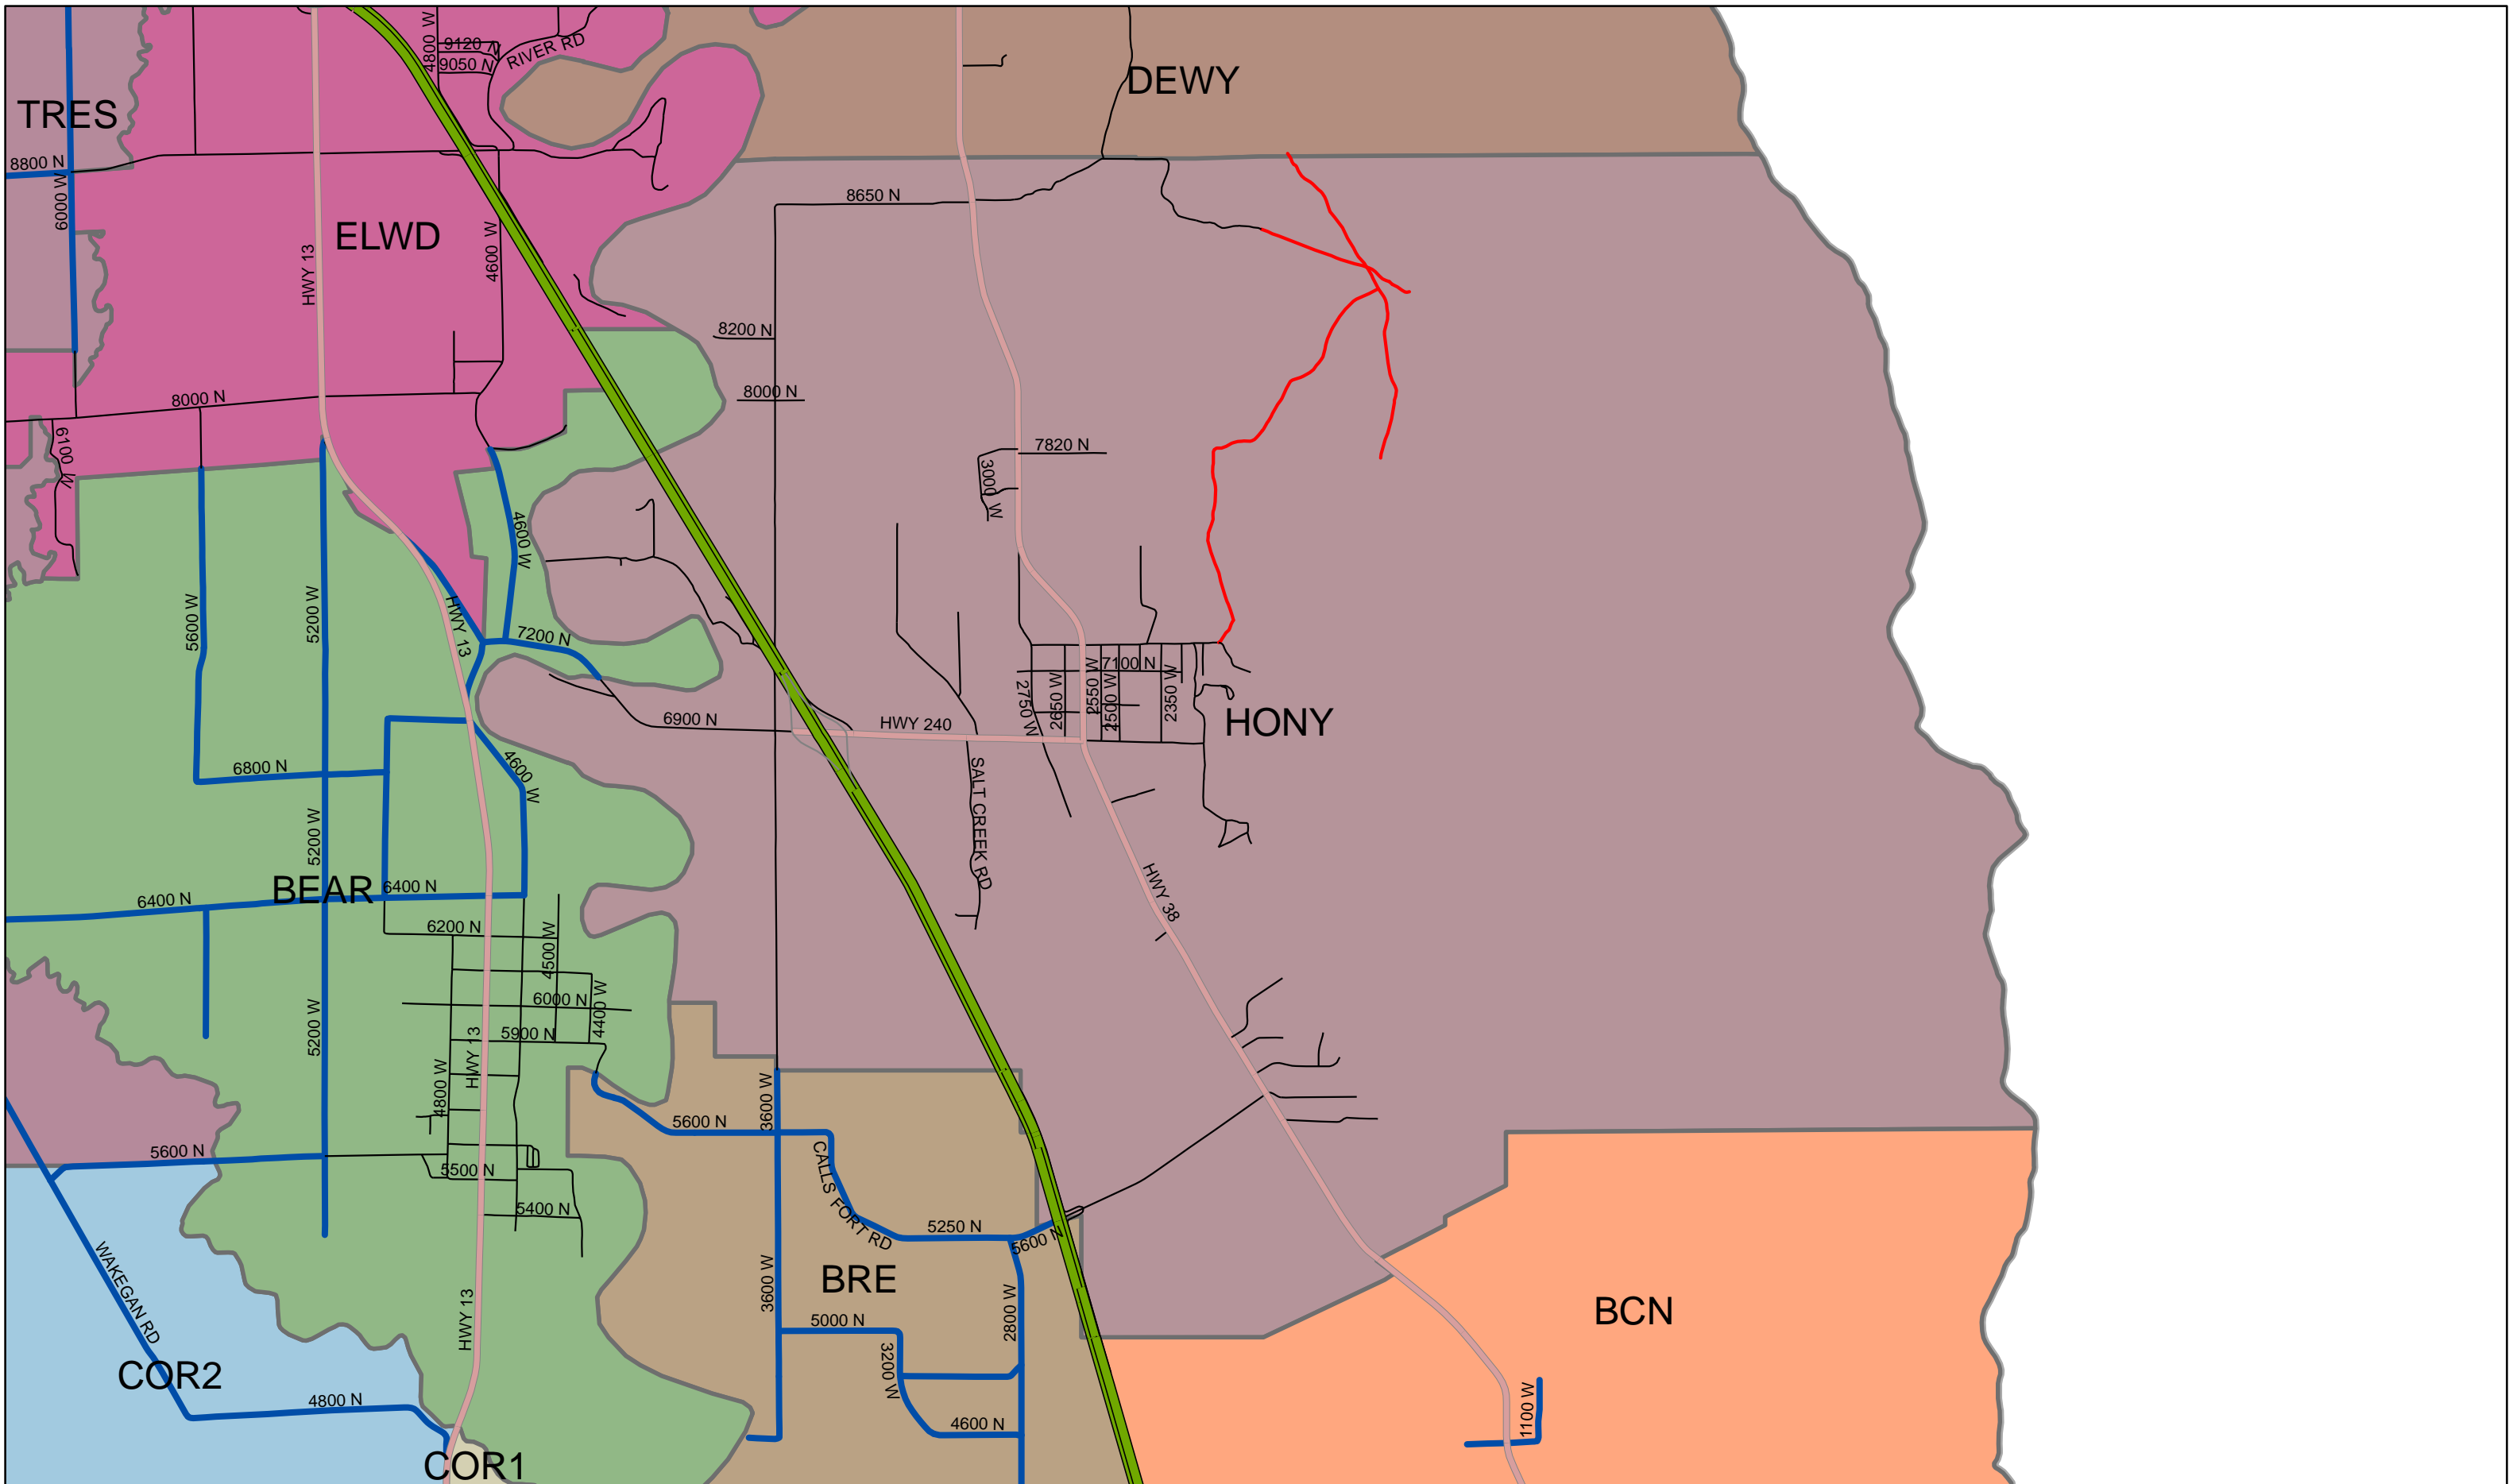 4800 W
9120 N
RIVER RD
9050 N
DEWY
TRES
8800 N
6000 W
8650 N
ELWD
HWY 13
4600 W
8200 N
8000 N
8000 N
6100 W
7820 N
3000 W
4600 W
5600 W
5200 W
HWY 13
7200 N
7100 N
2750 W
2650 W
2550 W
2500 W
2350 W
6900 N
HWY 240
HONY
6800 N
4600 W
SALT CREEK RD
5200 W
BEAR
6400 N
6400 N
HWY 38
6200 N
4500 W
6000 N
4400 W
5900 N
5200 W
HWY 13
4800 W
3600 W
5600 N
5600 N
CALLS FORT RD
5500 N
5400 N
5250 N
5600 N
WAKEGAN RD
BRE
3600 W
2800 W
BCN
HWY 13
5000 N
3200 W
COR2
4800 N
4600 N
1100 W
COR1